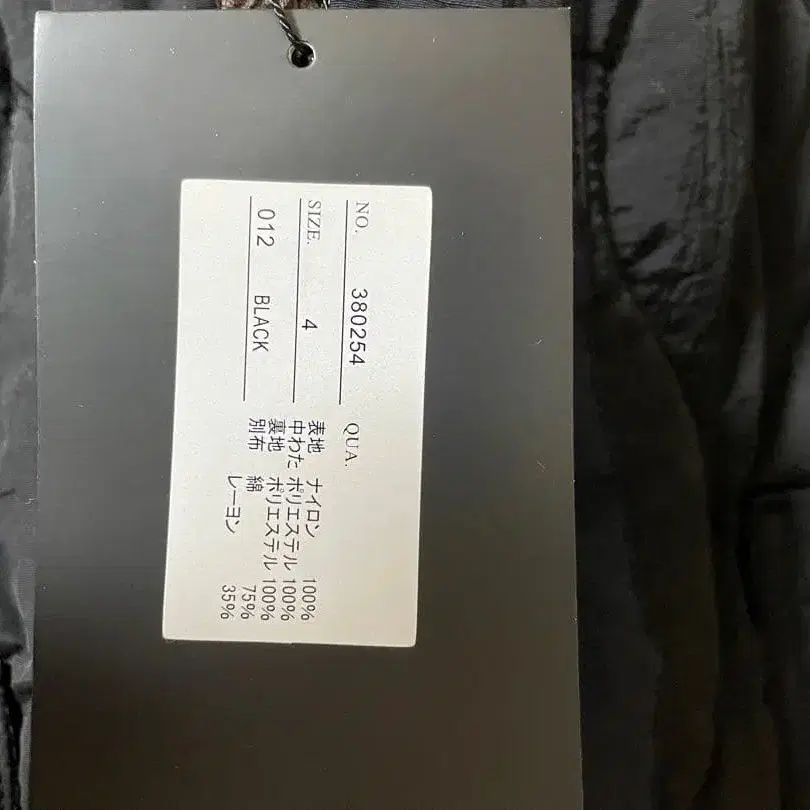 NO. 380254
SIZE. 4
012 BLACK
QUA.
表地 ナイロン 100%
中わた ポリエステル 100%
裏地 ポリエステル 100%
別布 綿 75%
レーヨン 35%